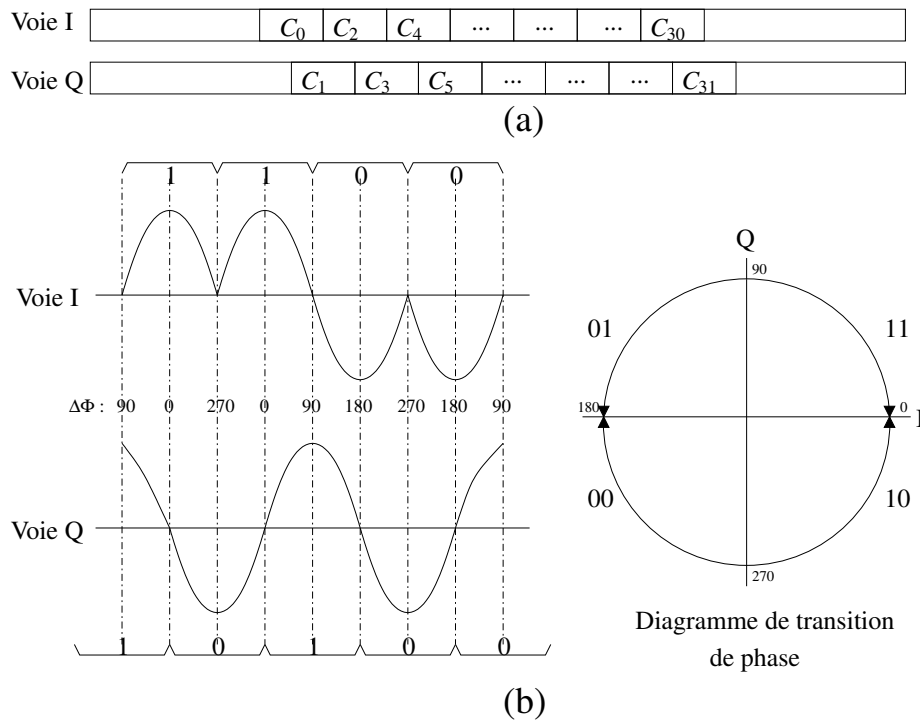 Voie I C0 C2 C4 ... ... ... C30
Voie Q C1 C3 C5 ... ... ... C31
(a)
1 1 0 0
Voie I
ΔΦ : 90 0 270 0 90 180 270 180 90
Voie Q
1 0 1 0 0
Q
90
01 11
180 0 I
00 10
270
Diagramme de transition
de phase
(b)